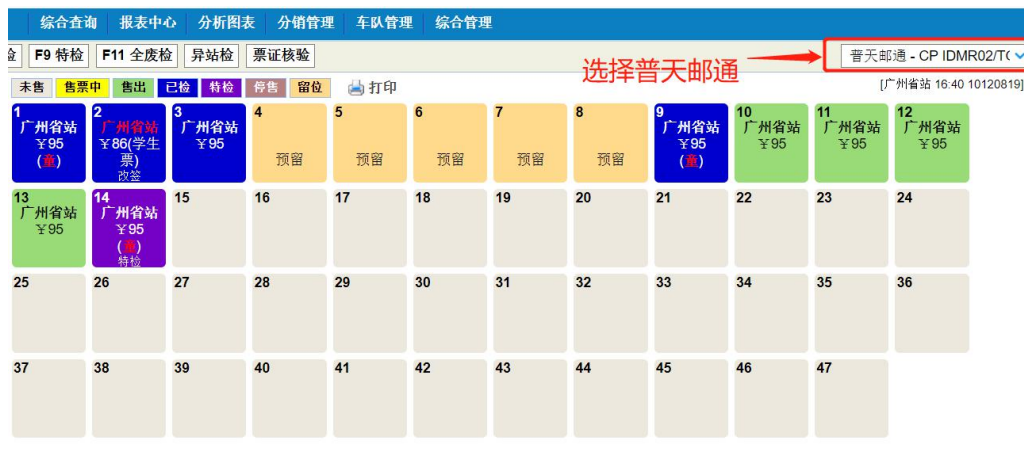 综合查询 报表中心 分析图表 分销管理 车队管理 综合管理
F9 特检 F11 全废检 异站检 票证核验
选择普天邮通
普天邮通 - CP IDMR02/T
未售 售票中 售出 已检 特检 停售 留位 打印
[广州省站 16:40 10120819]
1 2 3 4 5 6 7 8 9 10 11 12
广州省站 广州省站 广州省站 广州省站 广州省站 广州省站 广州省站
￥95 ￥86(学生票) ￥95 预留 预留 预留 预留 预留 ￥95 ￥95 ￥95 ￥95
(童) 改签 (童)
13 14 15 16 17 18 19 20 21 22 23 24
广州省站 广州省站
￥95 ￥95
(童)
特检
25 26 27 28 29 30 31 32 33 34 35 36
37 38 39 40 41 42 43 44 45 46 47